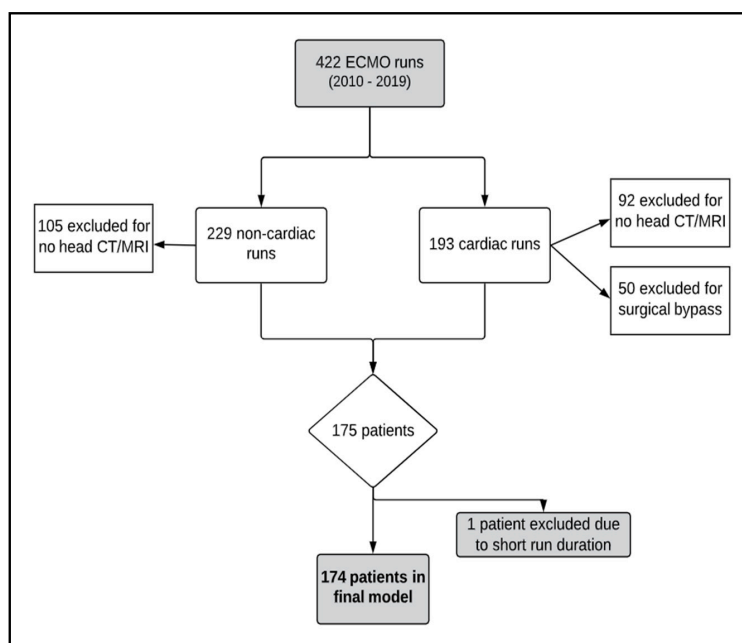 422 ECMO runs
(2010 - 2019)
105 excluded for
no head CT/MRI
229 non-cardiac
runs
193 cardiac runs
92 excluded for
no head CT/MRI
50 excluded for
surgical bypass
175 patients
1 patient excluded due
to short run duration
174 patients in
final model